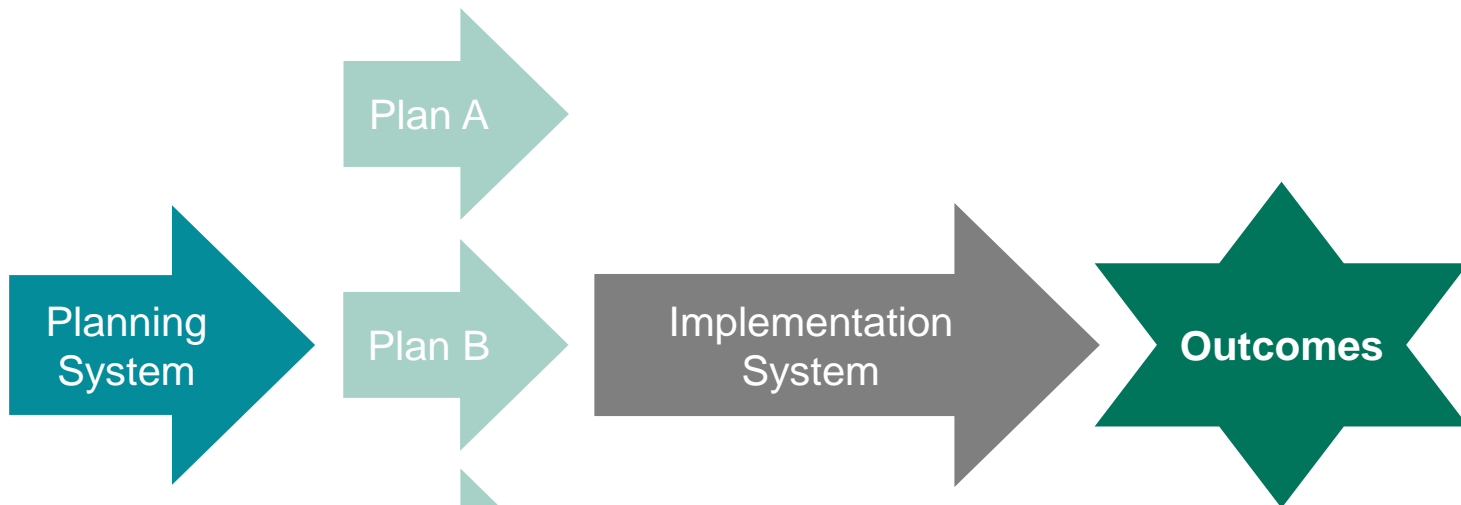 Plan A
Planning
System
Plan B
Implementation
System
Outcomes